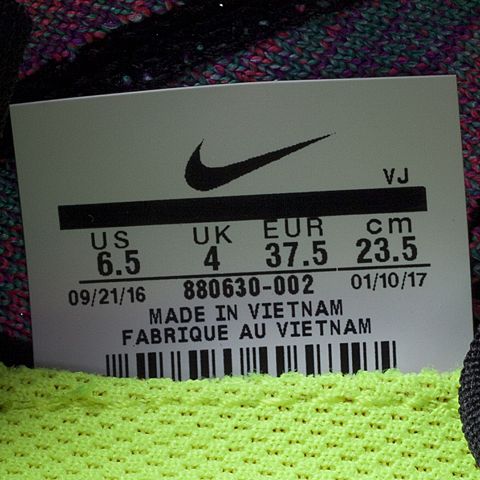 VJ
US UK EUR cm
6.5 4 37.5 23.5
09/21/16 880630-002 01/10/17
MADE IN VIETNAM
FABRIQUE AU VIETNAM